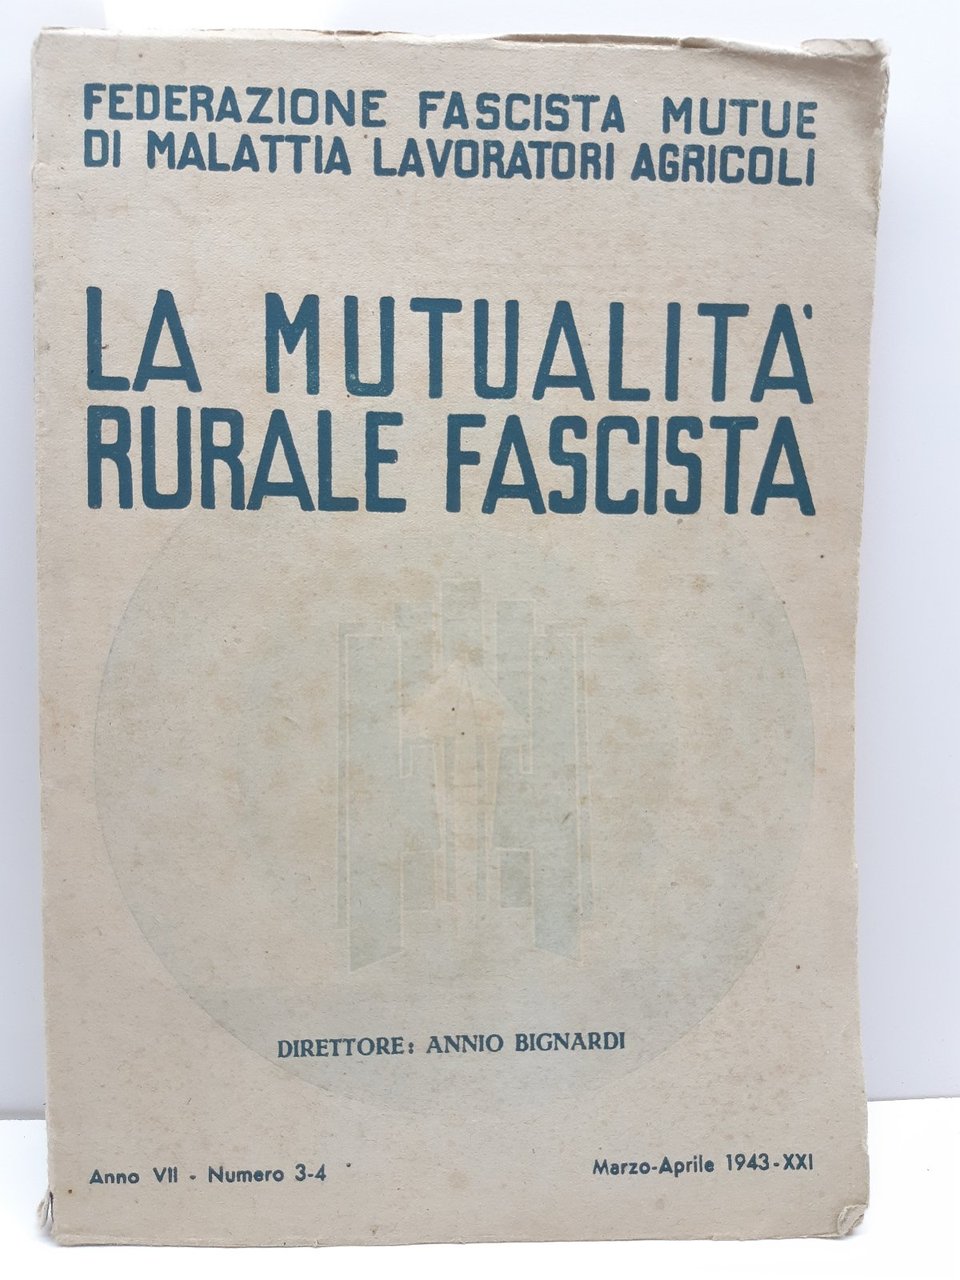 FEDERAZIONE FASCISTA MUTUE
DI MALATTIA LAVORATORI AGRICOLI
LA MUTUALITA'
RURALE FASCISTA
DIRETTORE: ANNIO BIGNARDI
Anno VII - Numero 3-4
Marzo-Aprile 1943-XXI